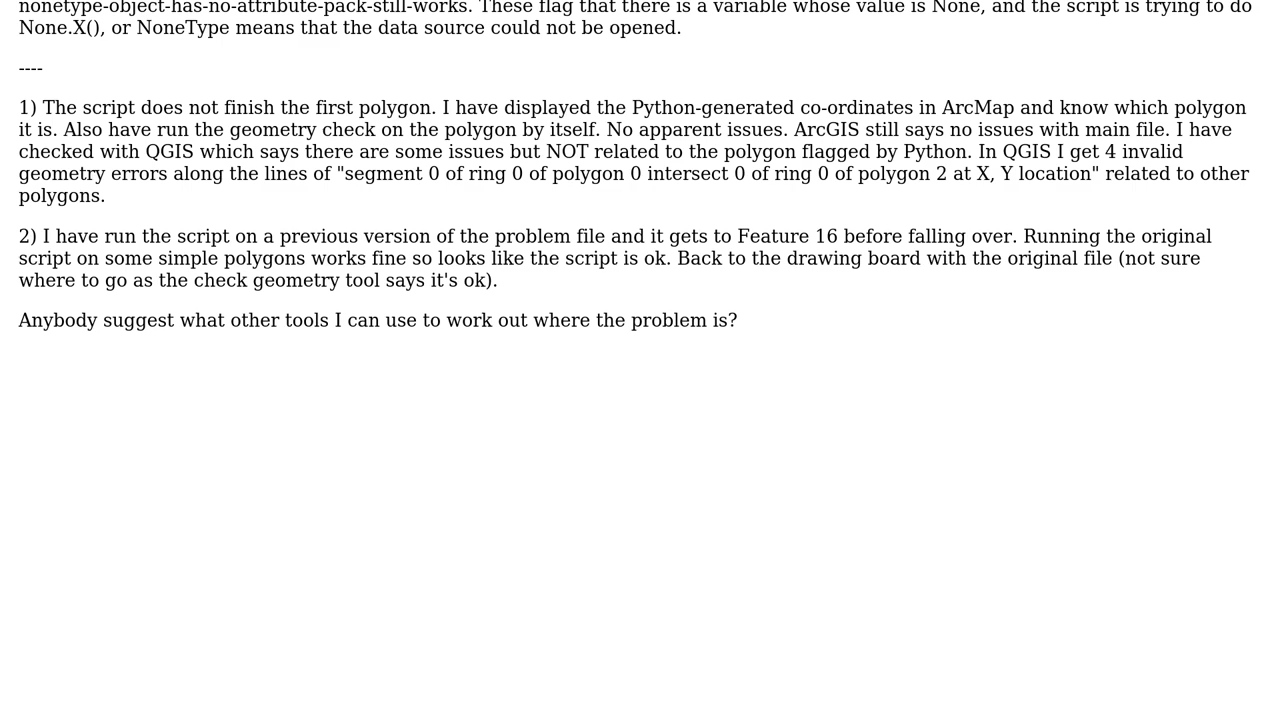 nonetype-object-has-no-attribute-pack-still-works. These flag that there is a variable whose value is None, and the script is trying to do
None.X(), or NoneType means that the data source could not be opened.
----
1) The script does not finish the first polygon. I have displayed the Python-generated co-ordinates in ArcMap and know which polygon
it is. Also have run the geometry check on the polygon by itself. No apparent issues. ArcGIS still says no issues with main file. I have
checked with QGIS which says there are some issues but NOT related to the polygon flagged by Python. In QGIS I get 4 invalid
geometry errors along the lines of "segment 0 of ring 0 of polygon 0 intersect 0 of ring 0 of polygon 2 at X, Y location" related to other
polygons.
2) I have run the script on a previous version of the problem file and it gets to Feature 16 before falling over. Running the original
script on some simple polygons works fine so looks like the script is ok. Back to the drawing board with the original file (not sure
where to go as the check geometry tool says it's ok).
Anybody suggest what other tools I can use to work out where the problem is?